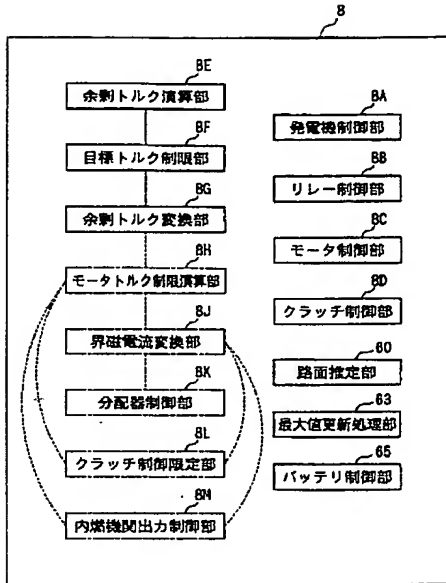 8
8E
余剰トルク演算部
8F
目標トルク制限部
8G
余剰トルク変換部
8H
モータトルク制限演算部
8J
界磁電流変換部
8K
分配器制御部
8L
クラッチ制御限定部
8M
内燃機関出力制御部
8A
発電機制御部
8B
リレー制御部
8C
モータ制御部
8D
クラッチ制御部
60
路面推定部
63
最大値更新処理部
65
バッテリ制御部